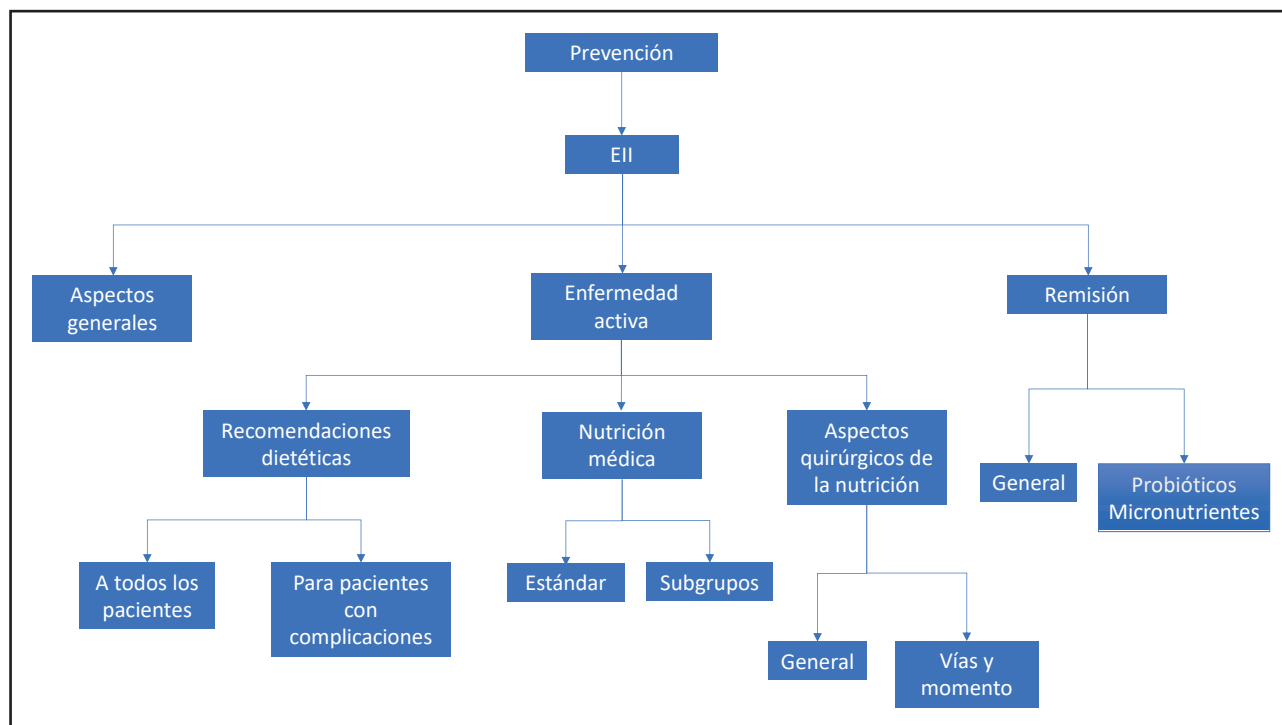 Prevención
EII
Aspectos
generales
Enfermedad
activa
Remisión
Recomendaciones
dietéticas
Nutrición
médica
Aspectos
quirúrgicos de
la nutrición
General
Probióticos
Micronutrientes
A todos los
pacientes
Para pacientes
con
complicaciones
Estándar
Subgrupos
General
Vías y
momento